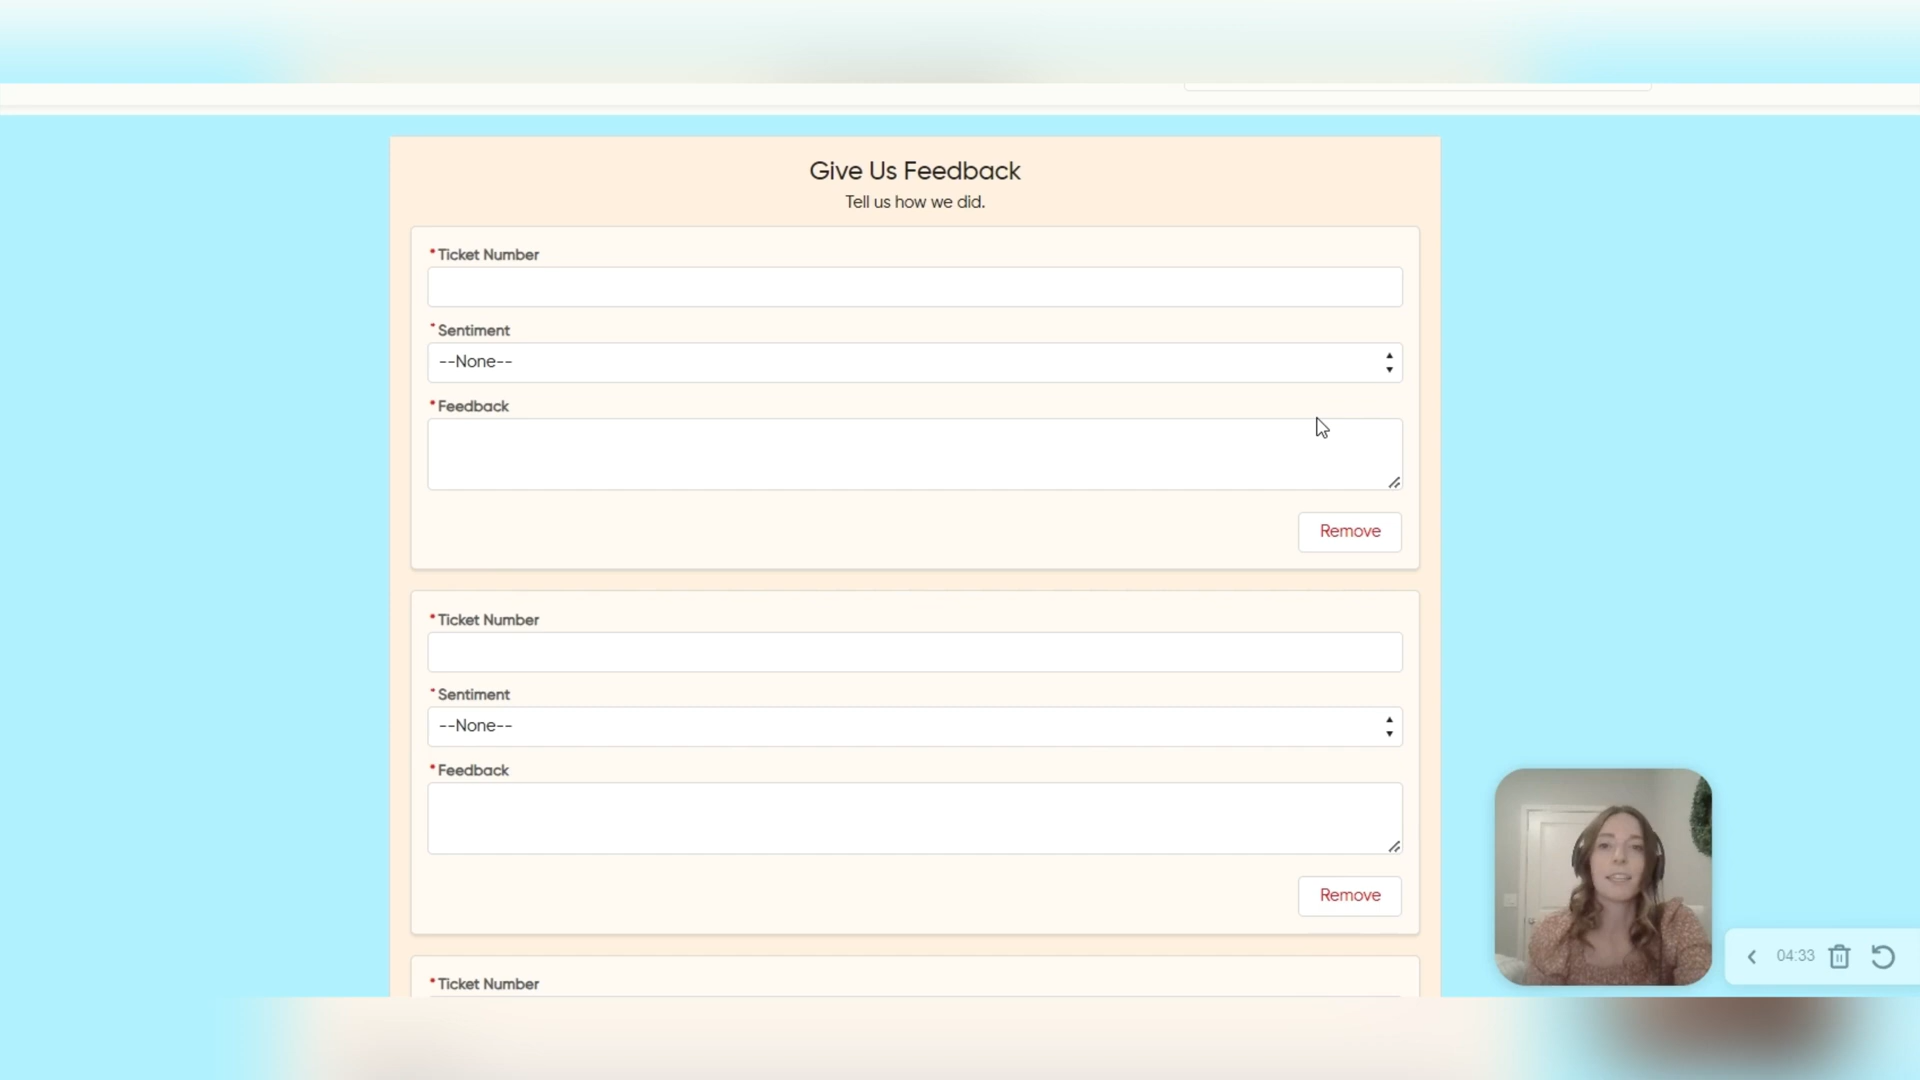 Give Us Feedback
Tell us how we did.
*Ticket Number
*Sentiment
--None--
*Feedback
Remove
*Ticket Number
*Sentiment
--None--
*Feedback
Remove
*Ticket Number
04:33